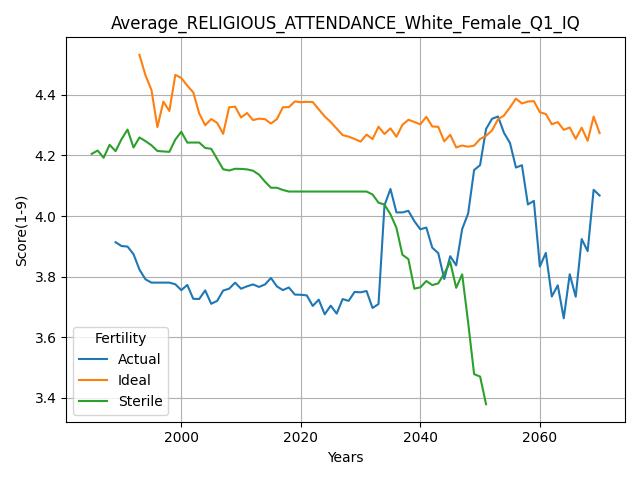 Average_RELIGIOUS_ATTENDANCE_White_Female_Q1_IQ
Score(1-9)
4.4
4.2
4.0
3.8
3.6
3.4
Fertility
Actual
Ideal
Sterile
2000
2020
2040
2060
Years